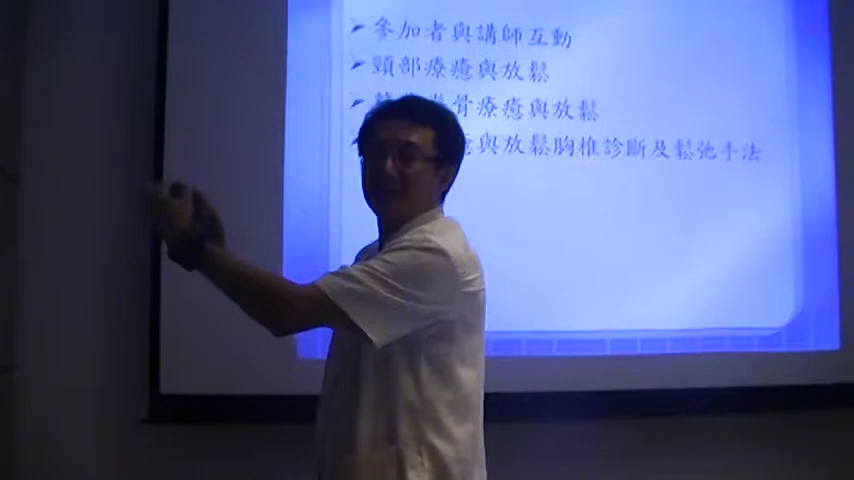 參加者與講師互動
頸部療癒與放鬆
骨療癒與放鬆
癒與放鬆胸椎診斷及鬆弛手法